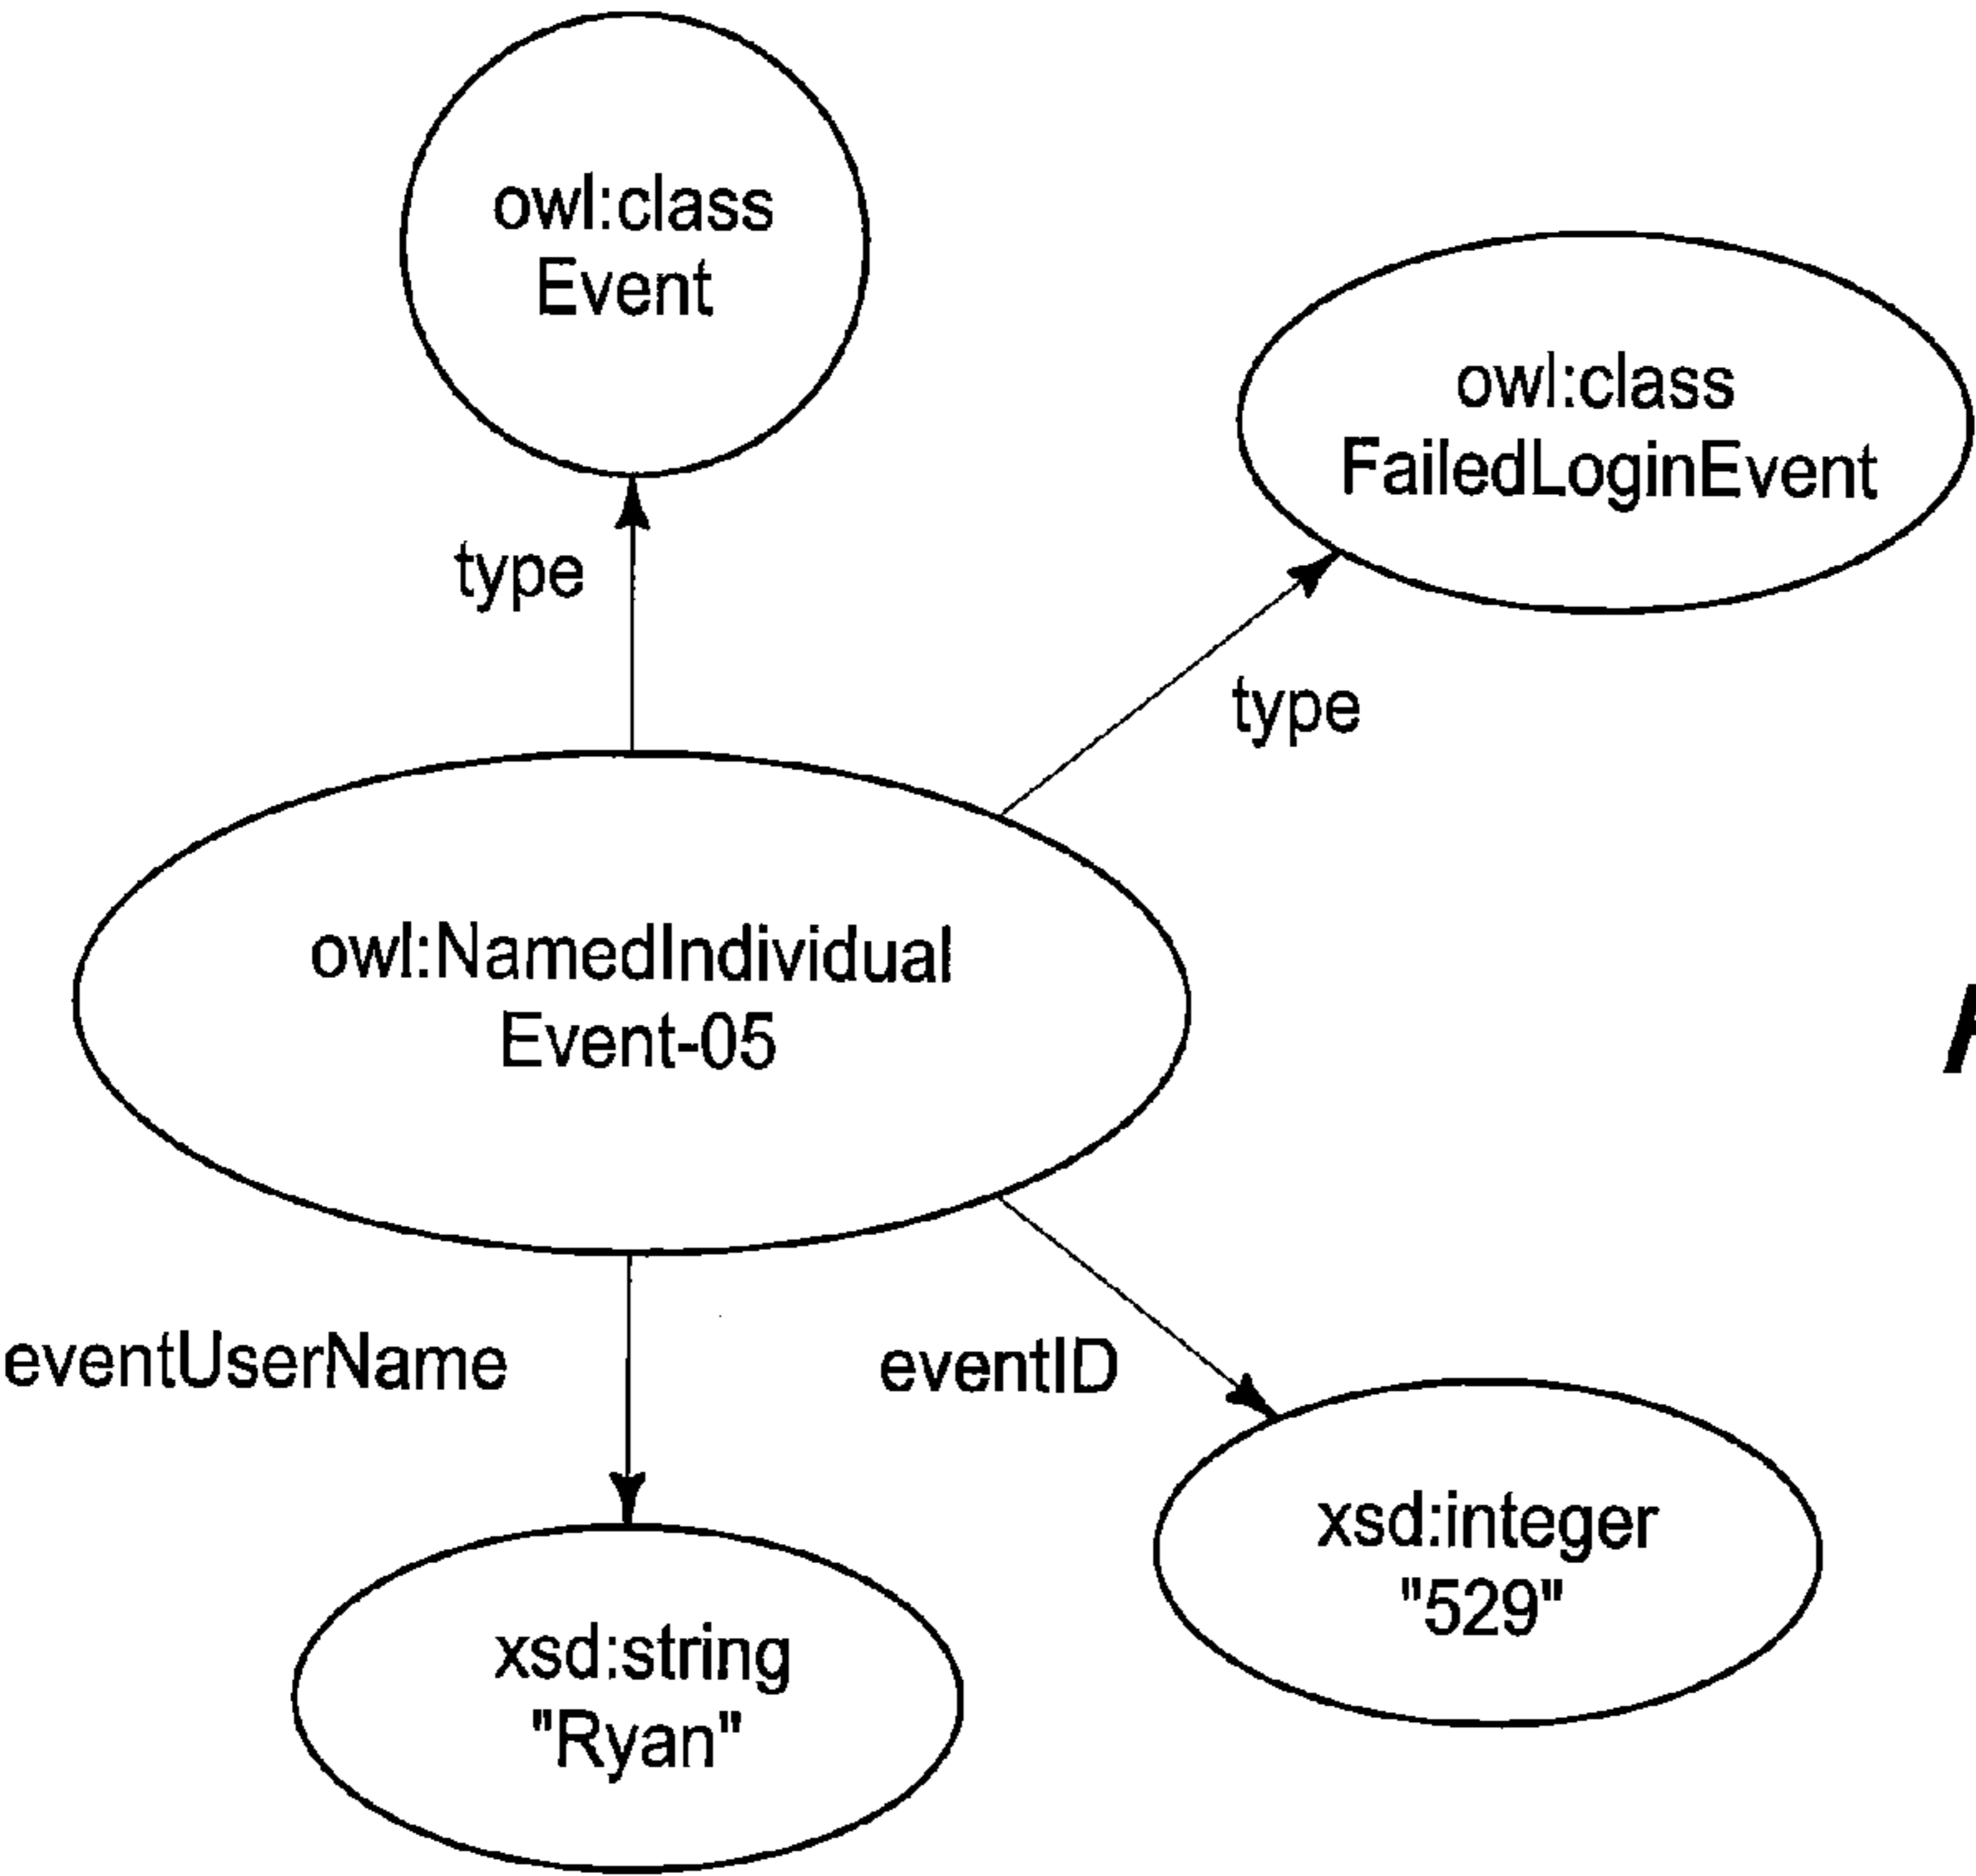 owl:class
Event
owl:class
FailedLoginEvent
type
type
owl:NamedIndividual
Event-05
eventUserName
eventID
xsd:integer
"529"
xsd:string
"Ryan"